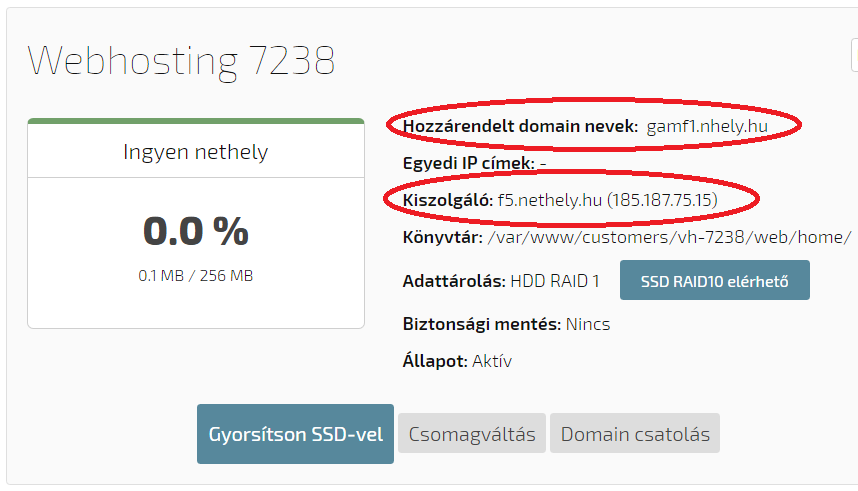 Webhosting 7238
Ingyen nethely
0.0 %
0.1 MB / 256 MB
Hozzárendelt domain nevek: gamf1.nhely.hu
Egyedi IP címek: -
Kiszolgáló: f5.nethely.hu (185.187.75.15)
Könyvtár: /var/www/customers/vh-7238/web/home/
Adattárolás: HDD RAID 1 SSD RAID10 elérhető
Biztonsági mentés: Nincs
Állapot: Aktív
Gyorsítson SSD-vel Csomagváltás Domain csatolás